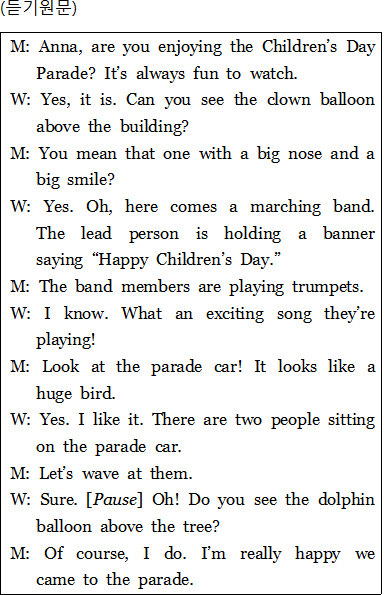 (듣기원문)
M: Anna, are you enjoying the Children's Day
Parade? It's always fun to watch.
W: Yes, it is. Can you see the clown balloon
above the building?
M: You mean that one with a big nose and a
big smile?
W: Yes. Oh, here comes a marching band.
The lead person is holding a banner
saying “Happy Children's Day.”
M: The band members are playing trumpets.
W: I know. What an exciting song they're
playing!
M: Look at the parade car! It looks like a
huge bird.
W: Yes. I like it. There are two people sitting
on the parade car.
M: Let's wave at them.
W: Sure. [Pause] Oh! Do you see the dolphin
balloon above the tree?
M: Of course, I do. I'm really happy we
came to the parade.